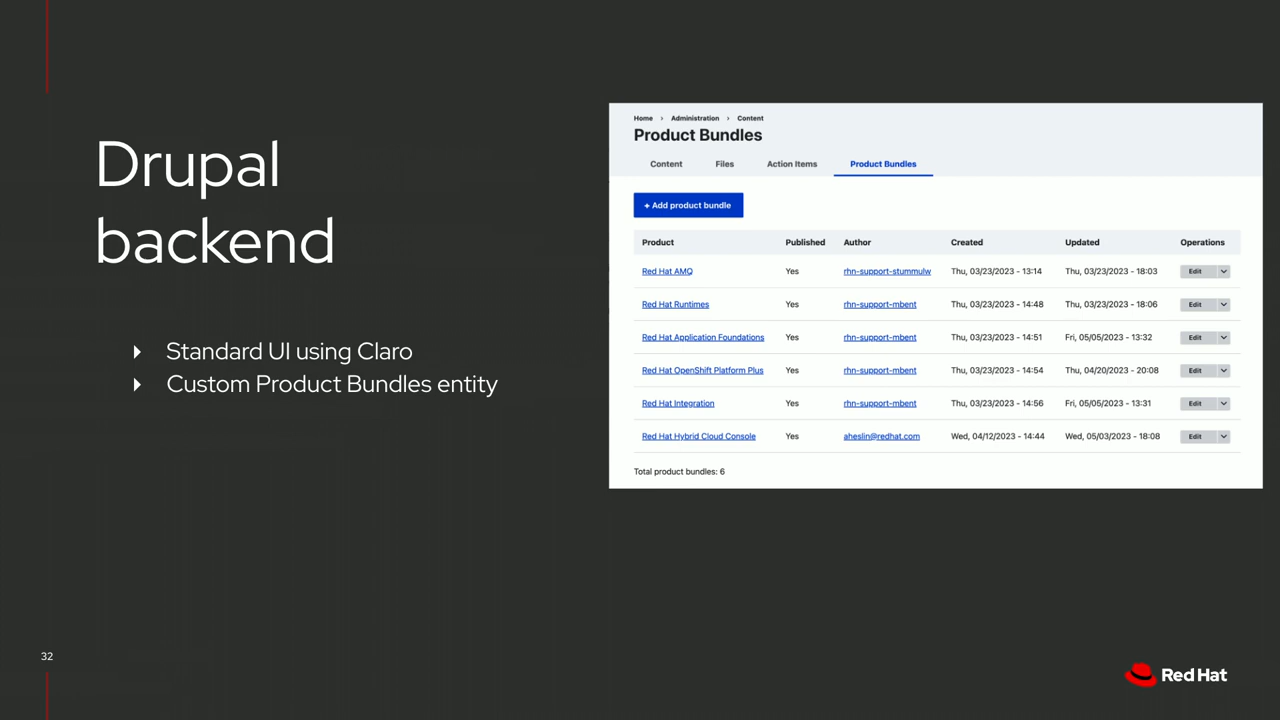 Drupal
backend
Standard UI using Claro
Custom Product Bundles entity
Home › Administration › Content
Product Bundles
Content Files Action Items Product Bundles
+ Add product bundle
Product Published Author Created Updated Operations
Red Hat AMQ Yes rhn-support-stummulw Thu, 03/23/2023 - 13:14 Thu, 03/23/2023 - 18:03 Edit
Red Hat Runtimes Yes rhn-support-mbent Thu, 03/23/2023 - 14:48 Thu, 03/23/2023 - 18:06 Edit
Red Hat Application Foundations Yes rhn-support-mbent Thu, 03/23/2023 - 14:51 Fri, 05/05/2023 - 13:32 Edit
Red Hat OpenShift Platform Plus Yes rhn-support-mbent Thu, 03/23/2023 - 14:54 Thu, 04/20/2023 - 20:08 Edit
Red Hat Integration Yes rhn-support-mbent Thu, 03/23/2023 - 14:56 Fri, 05/05/2023 - 13:31 Edit
Red Hat Hybrid Cloud Console Yes aheslin@redhat.com Wed, 04/12/2023 - 14:44 Wed, 05/03/2023 - 18:08 Edit
Total product bundles: 6
32
Red Hat